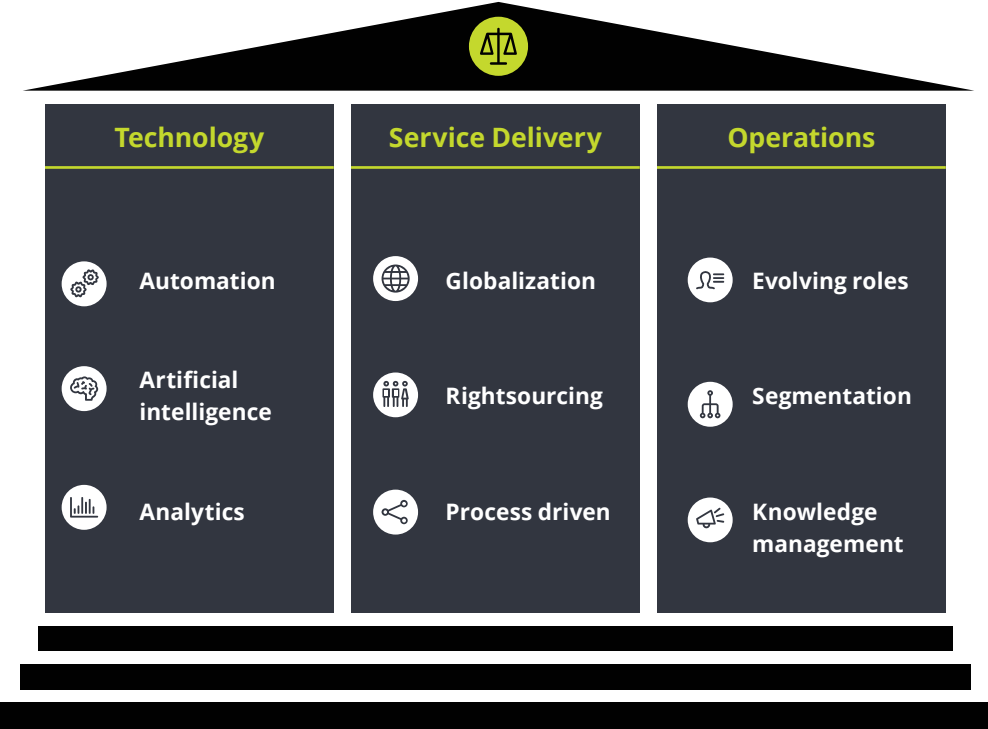 Technology
Automation
Artificial
intelligence
Analytics
Service Delivery
Globalization
Rightsourcing
Process driven
Operations
Evolving roles
Segmentation
Knowledge
management